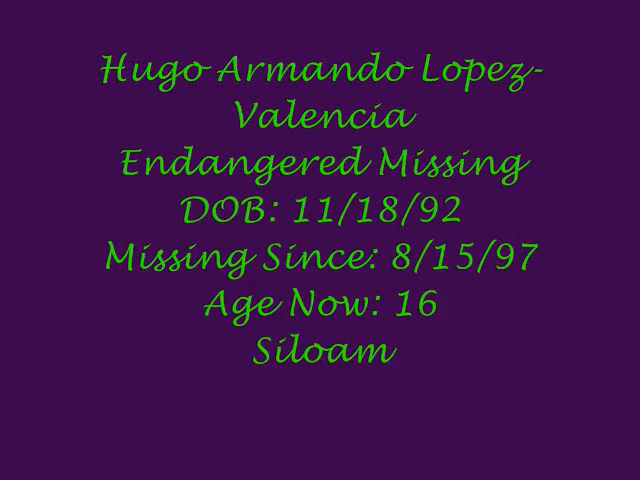 Hugo Armando Lopez-
Valencia
Endangered Missing
DOB: 11/18/92
Missing Since: 8/15/97
Age Now: 16
Siloam